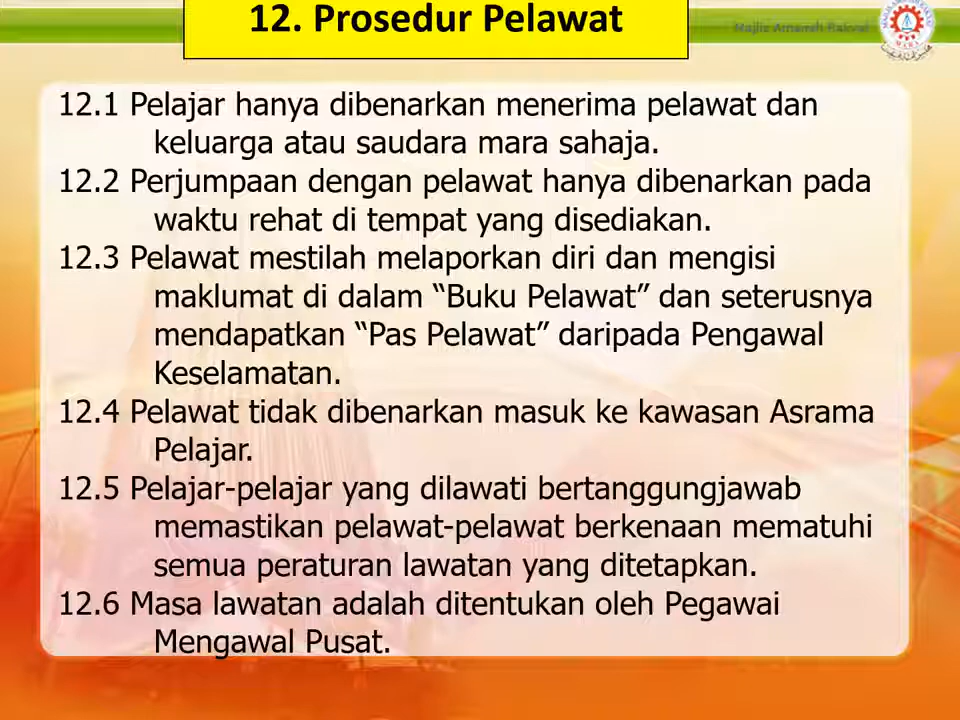 12. Prosedur Pelawat
Majlis Amanah Rakyat
12.1 Pelajar hanya dibenarkan menerima pelawat dan
keluarga atau saudara mara sahaja.
12.2 Perjumpaan dengan pelawat hanya dibenarkan pada
waktu rehat di tempat yang disediakan.
12.3 Pelawat mestilah melaporkan diri dan mengisi
maklumat di dalam “Buku Pelawat” dan seterusnya
mendapatkan “Pas Pelawat” daripada Pengawal
Keselamatan.
12.4 Pelawat tidak dibenarkan masuk ke kawasan Asrama
Pelajar.
12.5 Pelajar-pelajar yang dilawati bertanggungjawab
memastikan pelawat-pelawat berkenaan mematuhi
semua peraturan lawatan yang ditetapkan.
12.6 Masa lawatan adalah ditentukan oleh Pegawai
Mengawal Pusat.